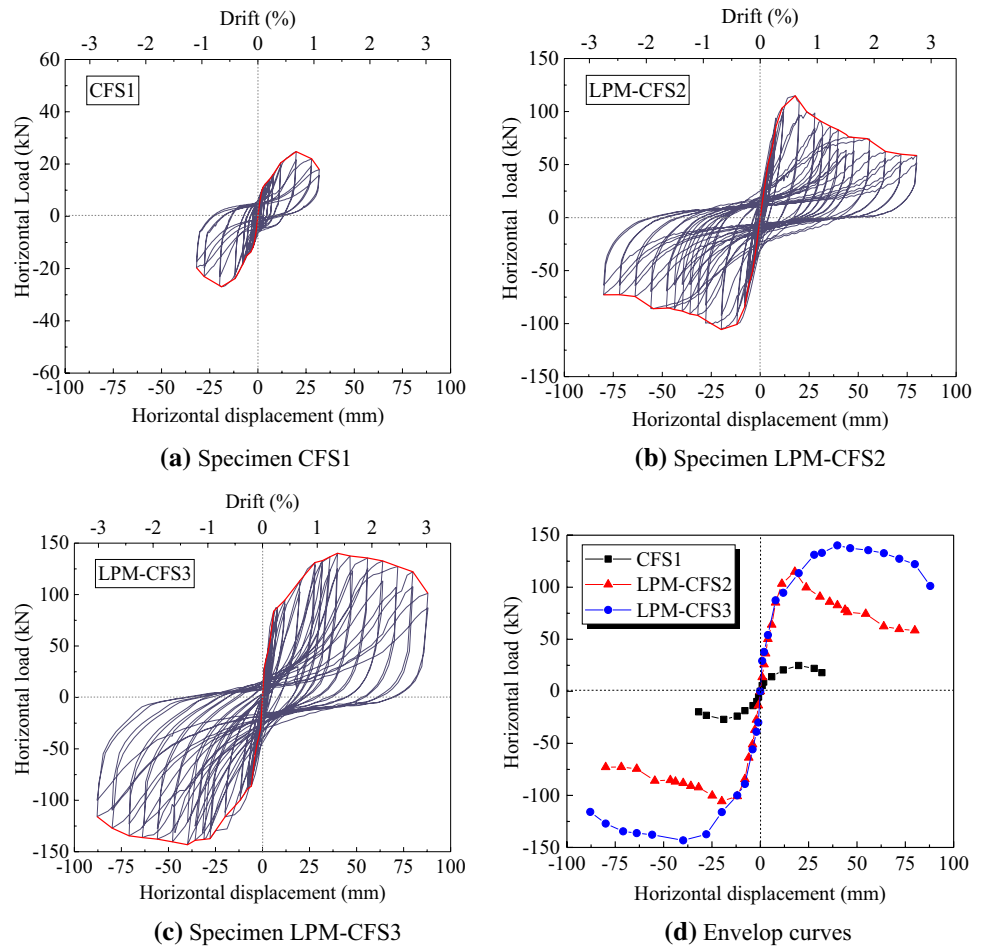 Drift (%)
-3 -2 -1 0 1 2 3
60
40
20
0
-20
-40
-60
CFS1
Horizontal Load (kN)
-100 -75 -50 -25 0 25 50 75 100
Horizontal displacement (mm)
(a) Specimen CFS1
Drift (%)
-3 -2 -1 0 1 2 3
150
100
50
0
-50
-100
-150
LPM-CFS2
Horizontal load (kN)
-100 -75 -50 -25 0 25 50 75 100
Horizontal displacement (mm)
(b) Specimen LPM-CFS2
Drift (%)
-3 -2 -1 0 1 2 3
150
100
50
0
-50
-100
-150
LPM-CFS3
Horizontal load (kN)
-100 -75 -50 -25 0 25 50 75 100
Horizontal displacement (mm)
(c) Specimen LPM-CFS3
150
100
50
0
-50
-100
-150
CFS1
LPM-CFS2
LPM-CFS3
Horizontal load (kN)
-100 -75 -50 -25 0 25 50 75 100
Horizontal displacement (mm)
(d) Envelop curves